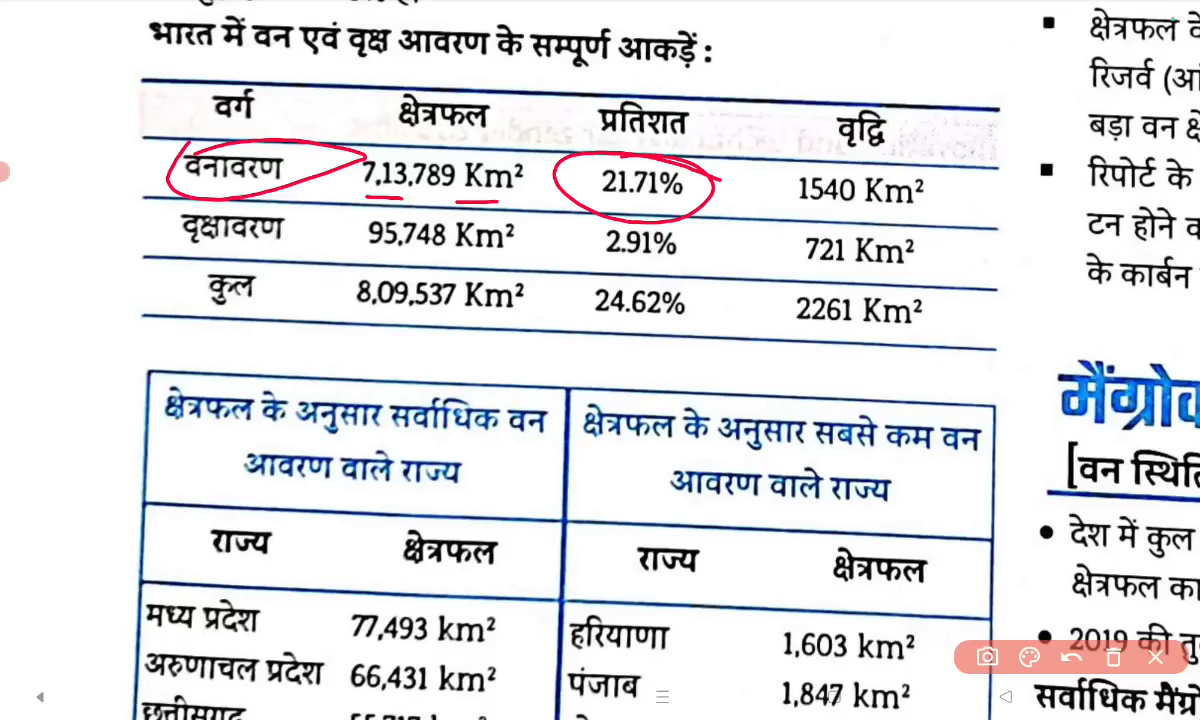 भारत में वन एवं वृक्ष आवरण के सम्पूर्ण आकड़ें :
वर्ग क्षेत्रफल प्रतिशत वृद्धि
वनावरण 7,13,789 Km² 21.71% 1540 Km²
वृक्षावरण 95,748 Km² 2.91% 721 Km²
कुल 8,09,537 Km² 24.62% 2261 Km²
क्षेत्रफल के अनुसार सर्वाधिक वन
आवरण वाले राज्य
क्षेत्रफल के अनुसार सबसे कम वन
आवरण वाले राज्य
राज्य क्षेत्रफल राज्य क्षेत्रफल
मध्य प्रदेश 77,493 km² हरियाणा 1,603 km²
अरुणाचल प्रदेश 66,431 km² पंजाब 1,847 km²
छत्तीसगढ़
क्षेत्रफल
रिजर्व
बड़ा वन
रिपोर्ट के
टन होने
के कार्बन
[वन
देश में कुल
क्षेत्रफल
2019 की
सर्वाधिक